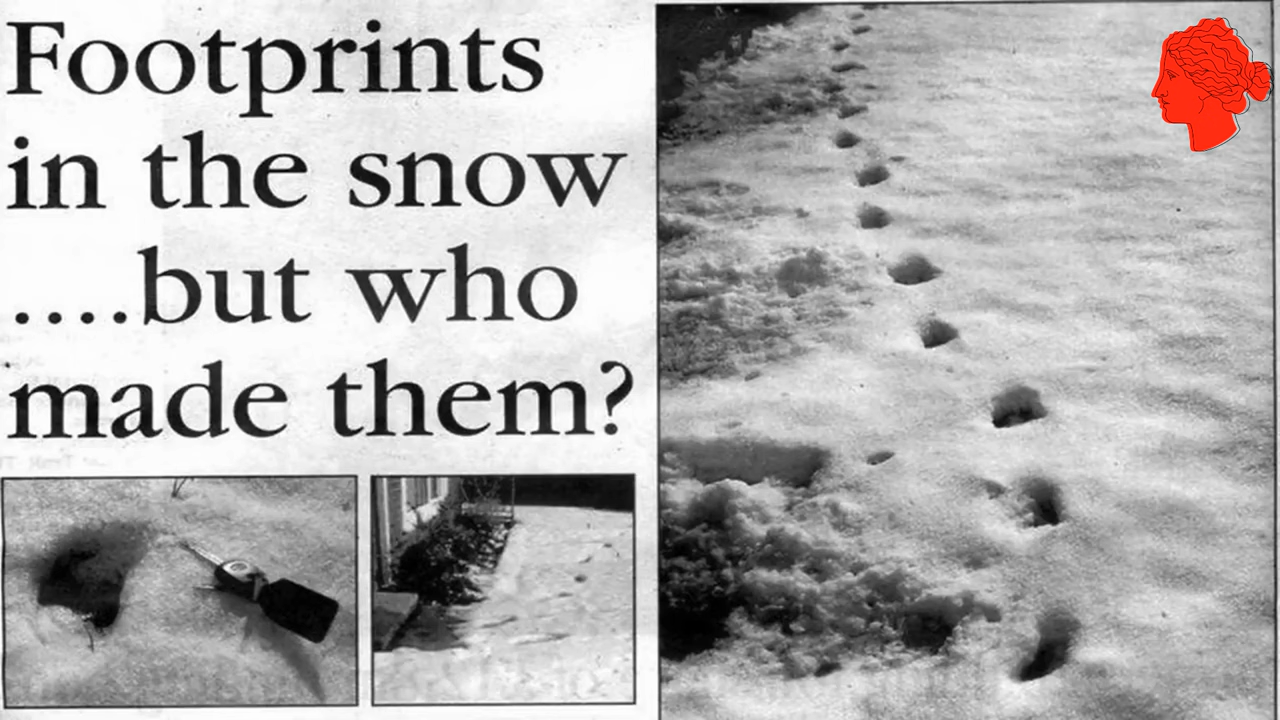 Footprints
in the snow
....but who
made them?